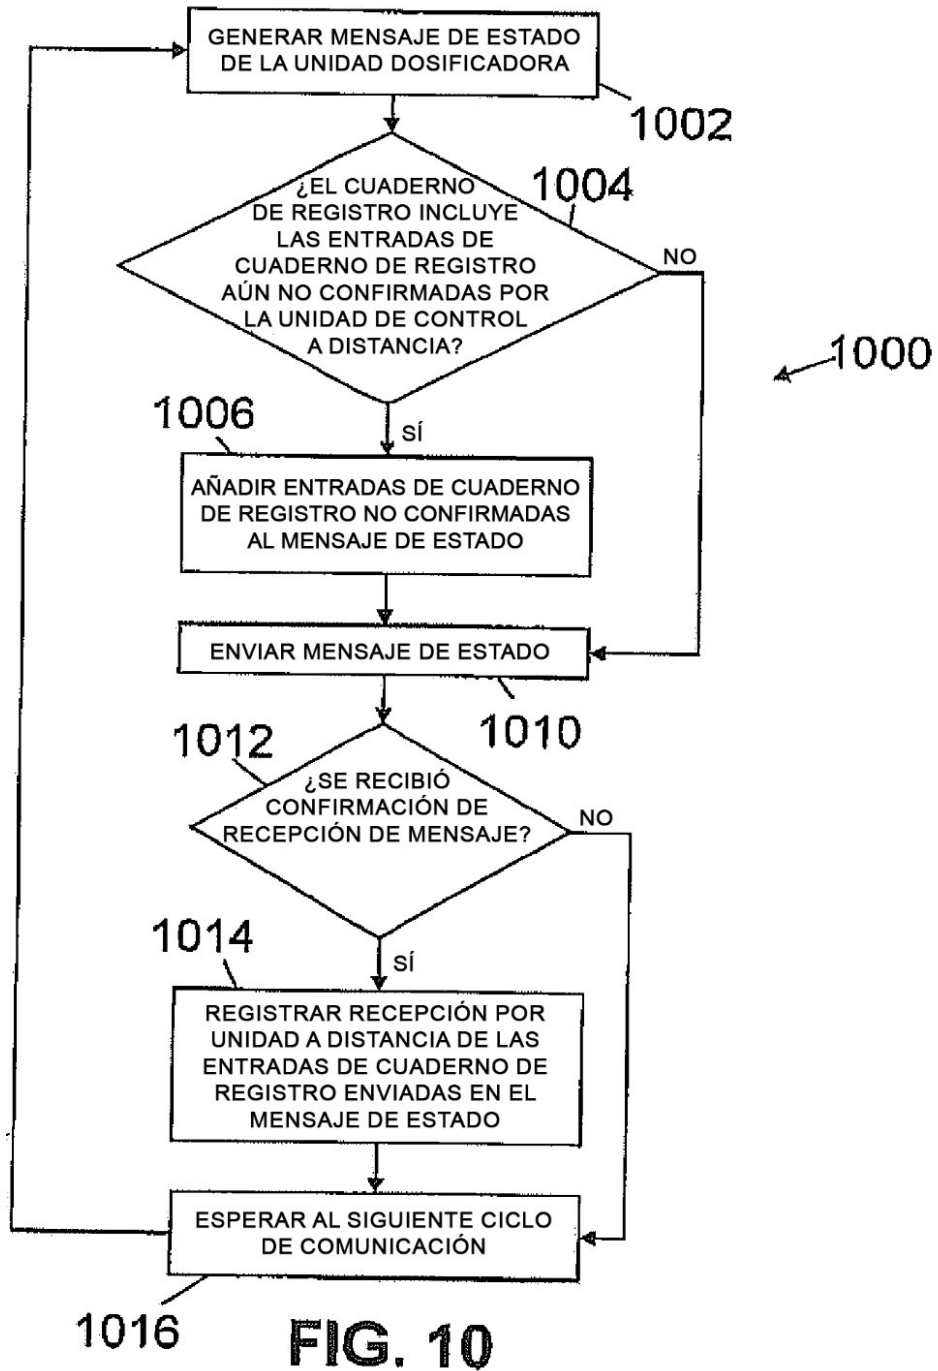 GENERAR MENSAJE DE ESTADO
DE LA UNIDAD DOSIFICADORA
1002
¿EL CUADERNO
DE REGISTRO INCLUYE
LAS ENTRADAS DE
CUADERNO DE REGISTRO
AÚN NO CONFIRMADAS POR
LA UNIDAD DE CONTROL
A DISTANCIA?
1004
NO
1000
SÍ
1006
AÑADIR ENTRADAS DE CUADERNO
DE REGISTRO NO CONFIRMADAS
AL MENSAJE DE ESTADO
ENVIAR MENSAJE DE ESTADO
1010
1012
¿SE RECIBIÓ
CONFIRMACIÓN DE
RECEPCIÓN DE MENSAJE?
NO
SÍ
1014
REGISTRAR RECEPCIÓN POR
UNIDAD A DISTANCIA DE LAS
ENTRADAS DE CUADERNO DE
REGISTRO ENVIADAS EN EL
MENSAJE DE ESTADO
ESPERAR AL SIGUIENTE CICLO
DE COMUNICACIÓN
1016
FIG. 10